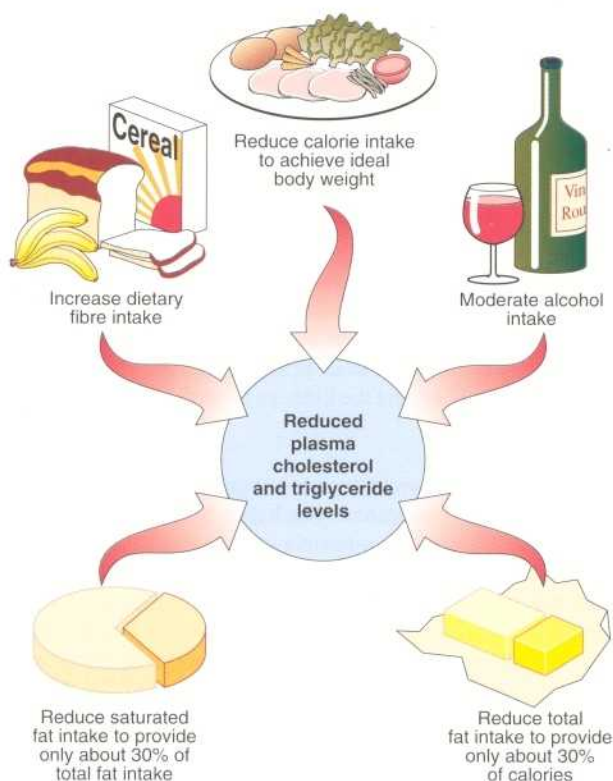 Cereal
Reduce calorie intake
to achieve ideal
body weight
Vin
Rou
Increase dietary
fibre intake
Moderate alcohol
intake
Reduced
plasma
cholesterol
and triglyceride
levels
Reduce saturated
fat intake to provide
only about 30% of
total fat intake
Reduce total
fat intake to provide
only about 30%
of calories